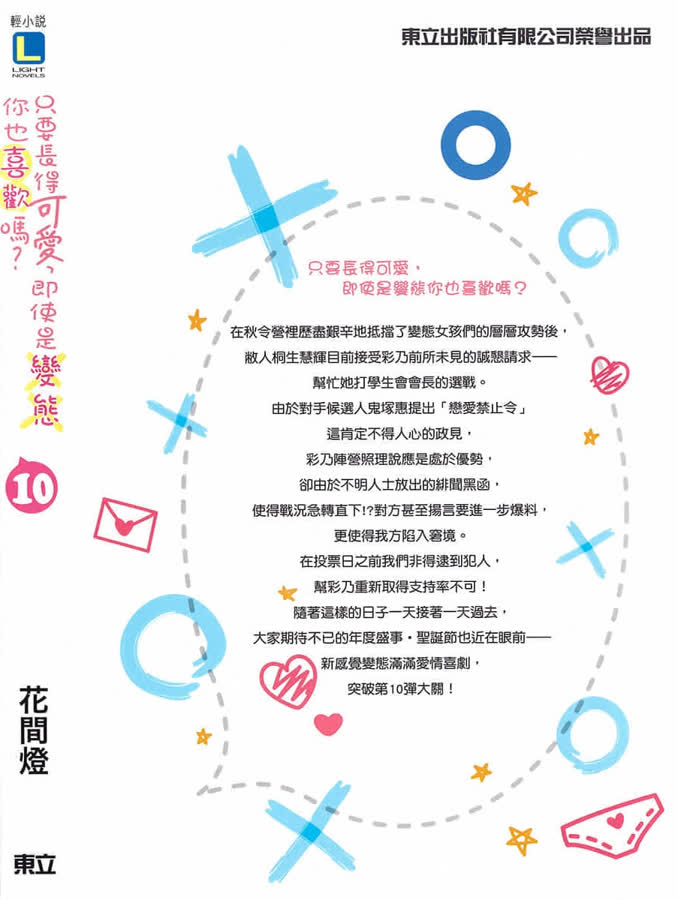 輕小説
L
LIGHT
NOVELS
只要長得可愛，即使是變態
你也喜歡嗎？
10
花間燈
東立
東立出版社有限公司榮譽出品
只要長得可愛，
即使是變態你也喜歡嗎？
在秋令營裡歷盡艱辛地抵擋了變態女孩們的層層攻勢後，
敝人桐生慧輝目前接受彩乃前所未見的誠懇請求——
幫忙她打學生會會長的選戰。
由於對手候選人鬼塚惠提出「戀愛禁止令」
這肯定不得人心的政見，
彩乃陣營照理說應是處於優勢，
卻由於不明人士放出的緋聞黑函，
使得戰況急轉直下!?對方甚至揚言要進一步爆料，
更使得我方陷入窘境。
在投票日之前我們非得逮到犯人，
幫彩乃重新取得支持率不可！
隨著這樣的日子一天接著一天過去，
大家期待不已的年度盛事・聖誕節也近在眼前——
新感覺變態滿滿愛情喜劇，
突破第10彈大關！